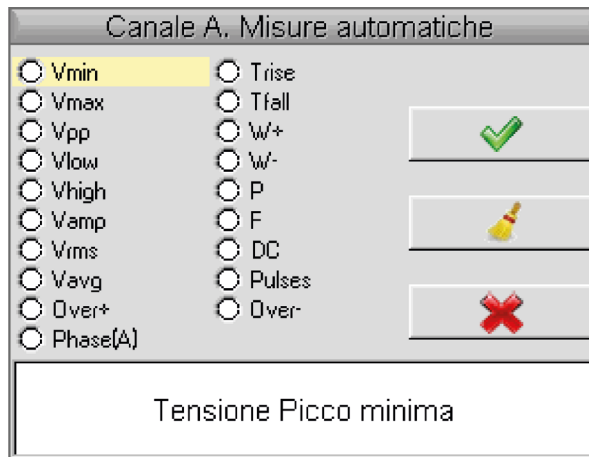 Canale A. Misure automatiche
Vmin
Vmax
Vpp
Vlow
Vhigh
Vamp
Vrms
Vavg
Over+
Phase(A)
Trise
Tfall
W+
W-
P
F
DC
Pulses
Over-
Tensione Picco minima